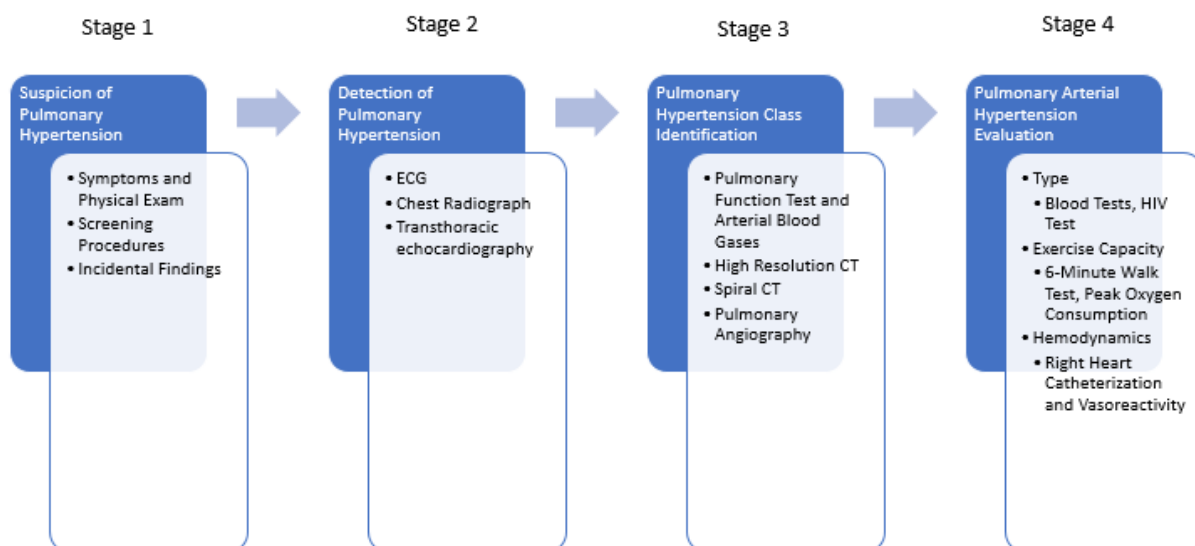 Stage 1
Suspicion of
Pulmonary
Hypertension
• Symptoms and
Physical Exam
• Screening
Procedures
• Incidental Findings
Stage 2
Detection of
Pulmonary
Hypertension
• ECG
• Chest Radiograph
• Transthoracic
echocardiography
Stage 3
Pulmonary
Hypertension Class
Identification
• Pulmonary
Function Test and
Arterial Blood
Gases
• High Resolution CT
• Spiral CT
• Pulmonary
Angiography
Stage 4
Pulmonary Arterial
Hypertension
Evaluation
• Type
• Blood Tests, HIV
Test
• Exercise Capacity
• 6-Minute Walk
Test, Peak Oxygen
Consumption
• Hemodynamics
• Right Heart
Catheterization
and Vasoreactivity